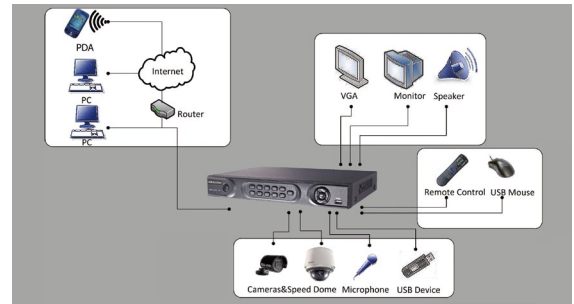 PDA
Internet
PC
Router
PC
VGA Monitor Speaker
Remote Control USB Mouse
Cameras&Speed Dome Microphone USB Device